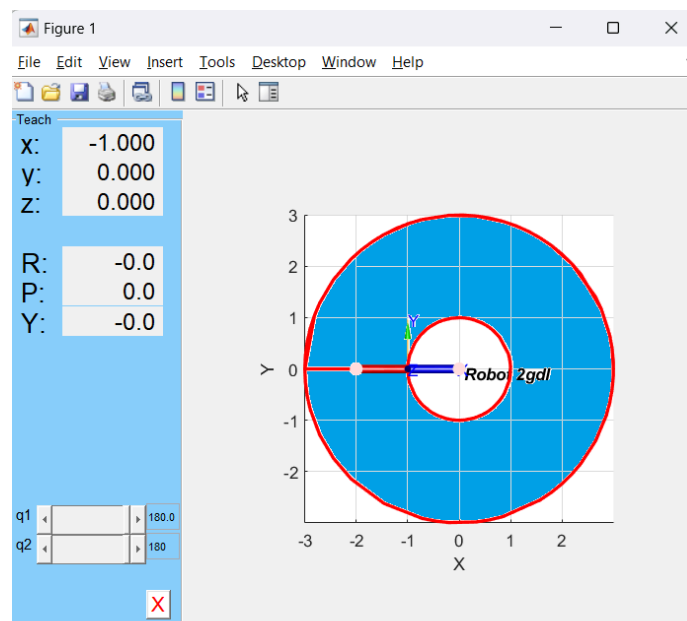 Figure 1
File Edit View Insert Tools Desktop Window Help
Teach
x: -1.000
y: 0.000
z: 0.000
R: -0.0
P: 0.0
Y: -0.0
q1 180.0
q2 180
X
3
2
1
0
-1
-2
Y
Y
Robot 2gdl
-3 -2 -1 0 1 2
X